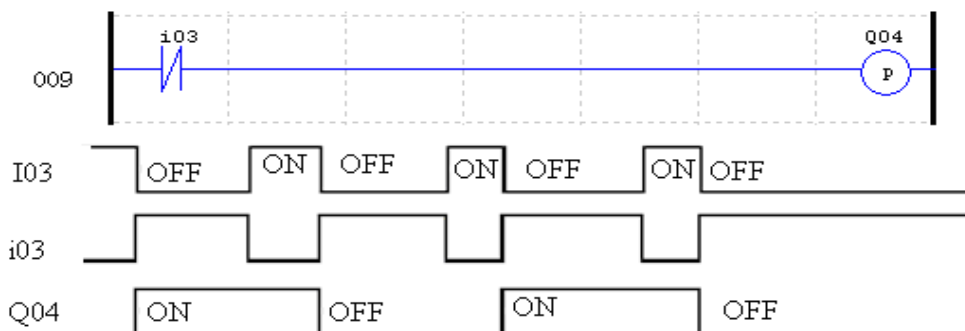 i03 Q04
009 P
I03 OFF ON OFF ON OFF ON OFF
i03
Q04 ON OFF ON OFF